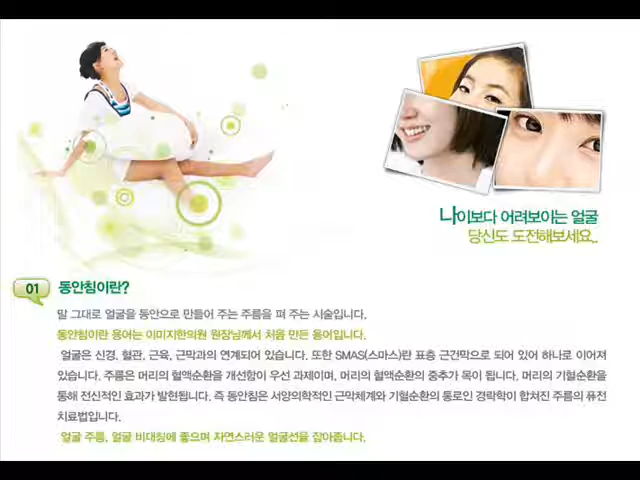 나이보다 어려보이는 얼굴
당신도 도전해보세요..
01 동안침이란?
말 그대로 얼굴을 동안으로 만들어 주는 주름을 펴 주는 시술입니다.
동안침이란 용어는 이미지한의원 원장님께서 처음 만든 용어입니다.
얼굴은 신경, 혈관, 근육, 근막과의 연계되어 있습니다. 또한 SMAS(스마스)란 표층 근건막으로 되어 있어 하나로 이어져
있습니다. 주름은 머리의 혈액순환을 개선함이 우선 과제이며, 머리의 혈액순환의 중추가 목이 됩니다. 머리의 기혈순환을
통해 전신적인 효과가 발현됩니다. 즉 동안침은 서양의학적인 근막체계와 기혈순환의 통로인 경락학이 합쳐진 주름의 퓨전
치료법입니다.
얼굴 주름, 얼굴 비대칭에 좋으며 자연스러운 얼굴선을 잡아줍니다.